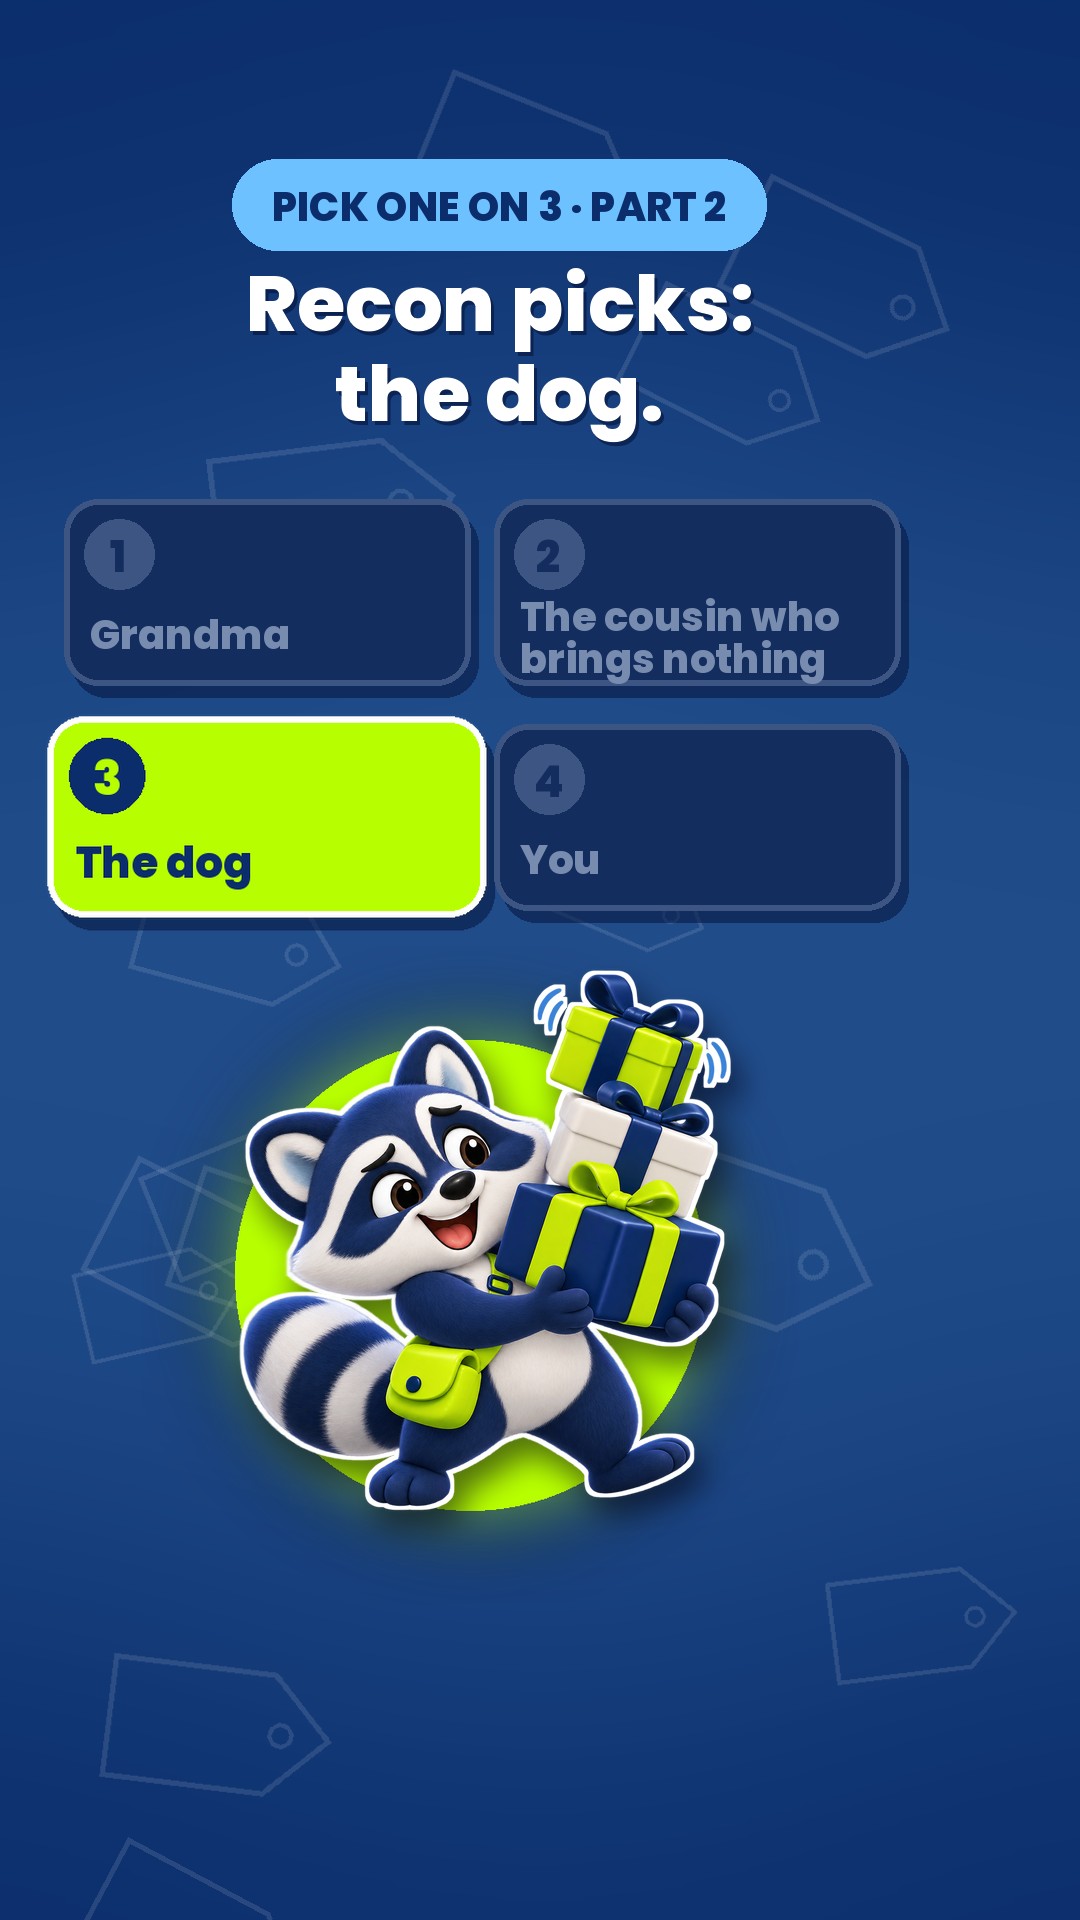 PICK ONE ON 3 · PART 2
Recon picks:
the dog.
1
Grandma
2
The cousin who
brings nothing
3
The dog
4
You